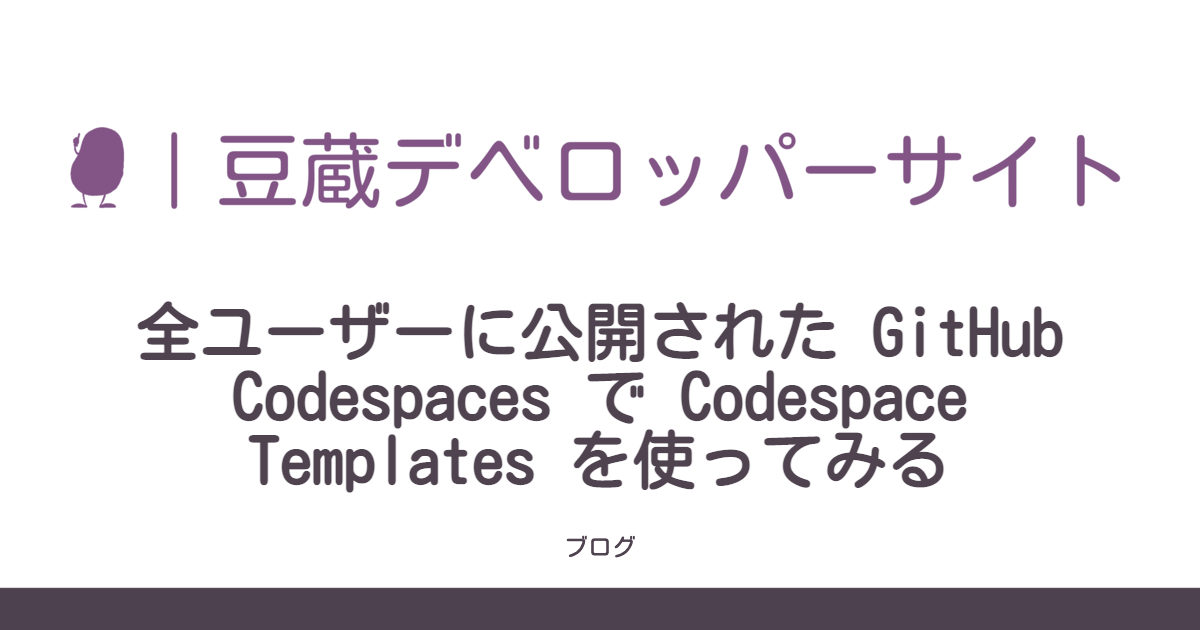 ｜豆蔵デベロッパーサイト
全ユーザーに公開された GitHub
Codespaces で Codespace
Templates を使ってみる
ブログ